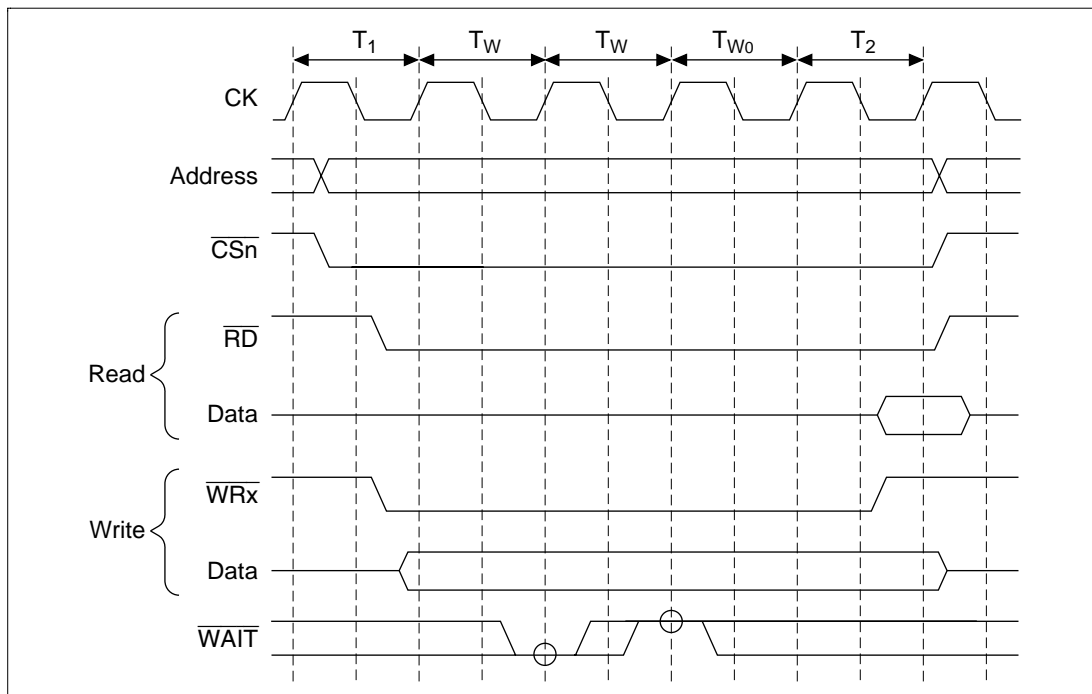 T1 TW TW TW0 T2
CK
Address
CSn
RD
Read
Data
WRx
Write
Data
WAIT